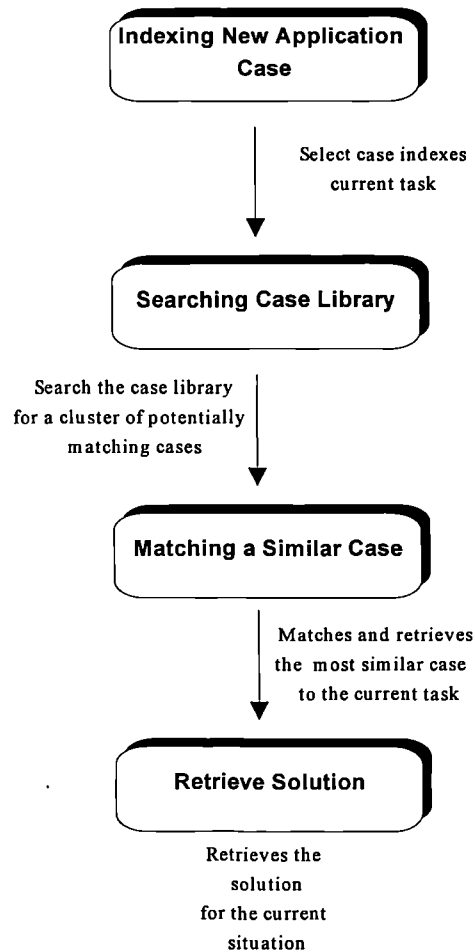 Indexing New Application
Case
Select case indexes
current task
Searching Case Library
Search the case library
for a cluster of potentially
matching cases
Matching a Similar Case
Matches and retrieves
the most similar case
to the current task
Retrieve Solution
Retrieves the
solution
for the current
situation